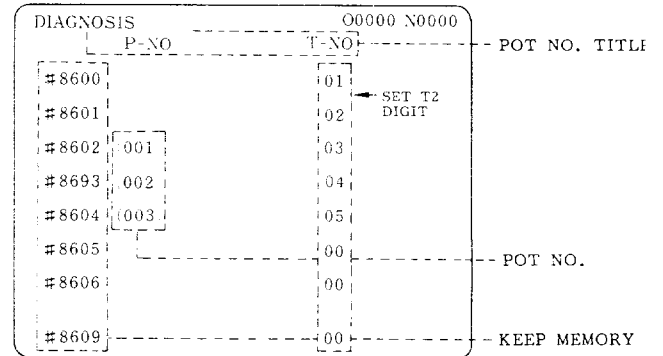 DIAGNOSIS O0000 N0000
P-NO T-NO POT NO. TITLE
#8600 01
SET T2
DIGIT
#8601 02
#8602 001 03
#8693 002 04
#8604 003 05
#8605 00
POT NO.
#8606 00
#8609 00 KEEP MEMORY